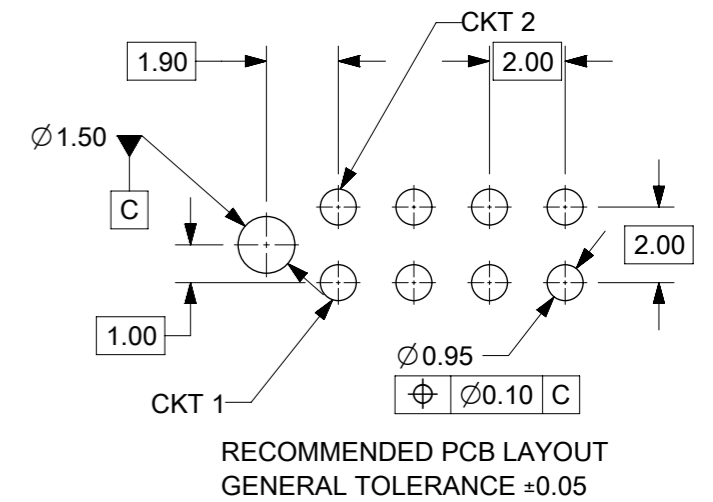 CKT 2
1.90
2.00
∅1.50
C
2.00
1.00
∅0.95
⌖ ∅0.10 C
CKT 1
RECOMMENDED PCB LAYOUT
GENERAL TOLERANCE ±0.05